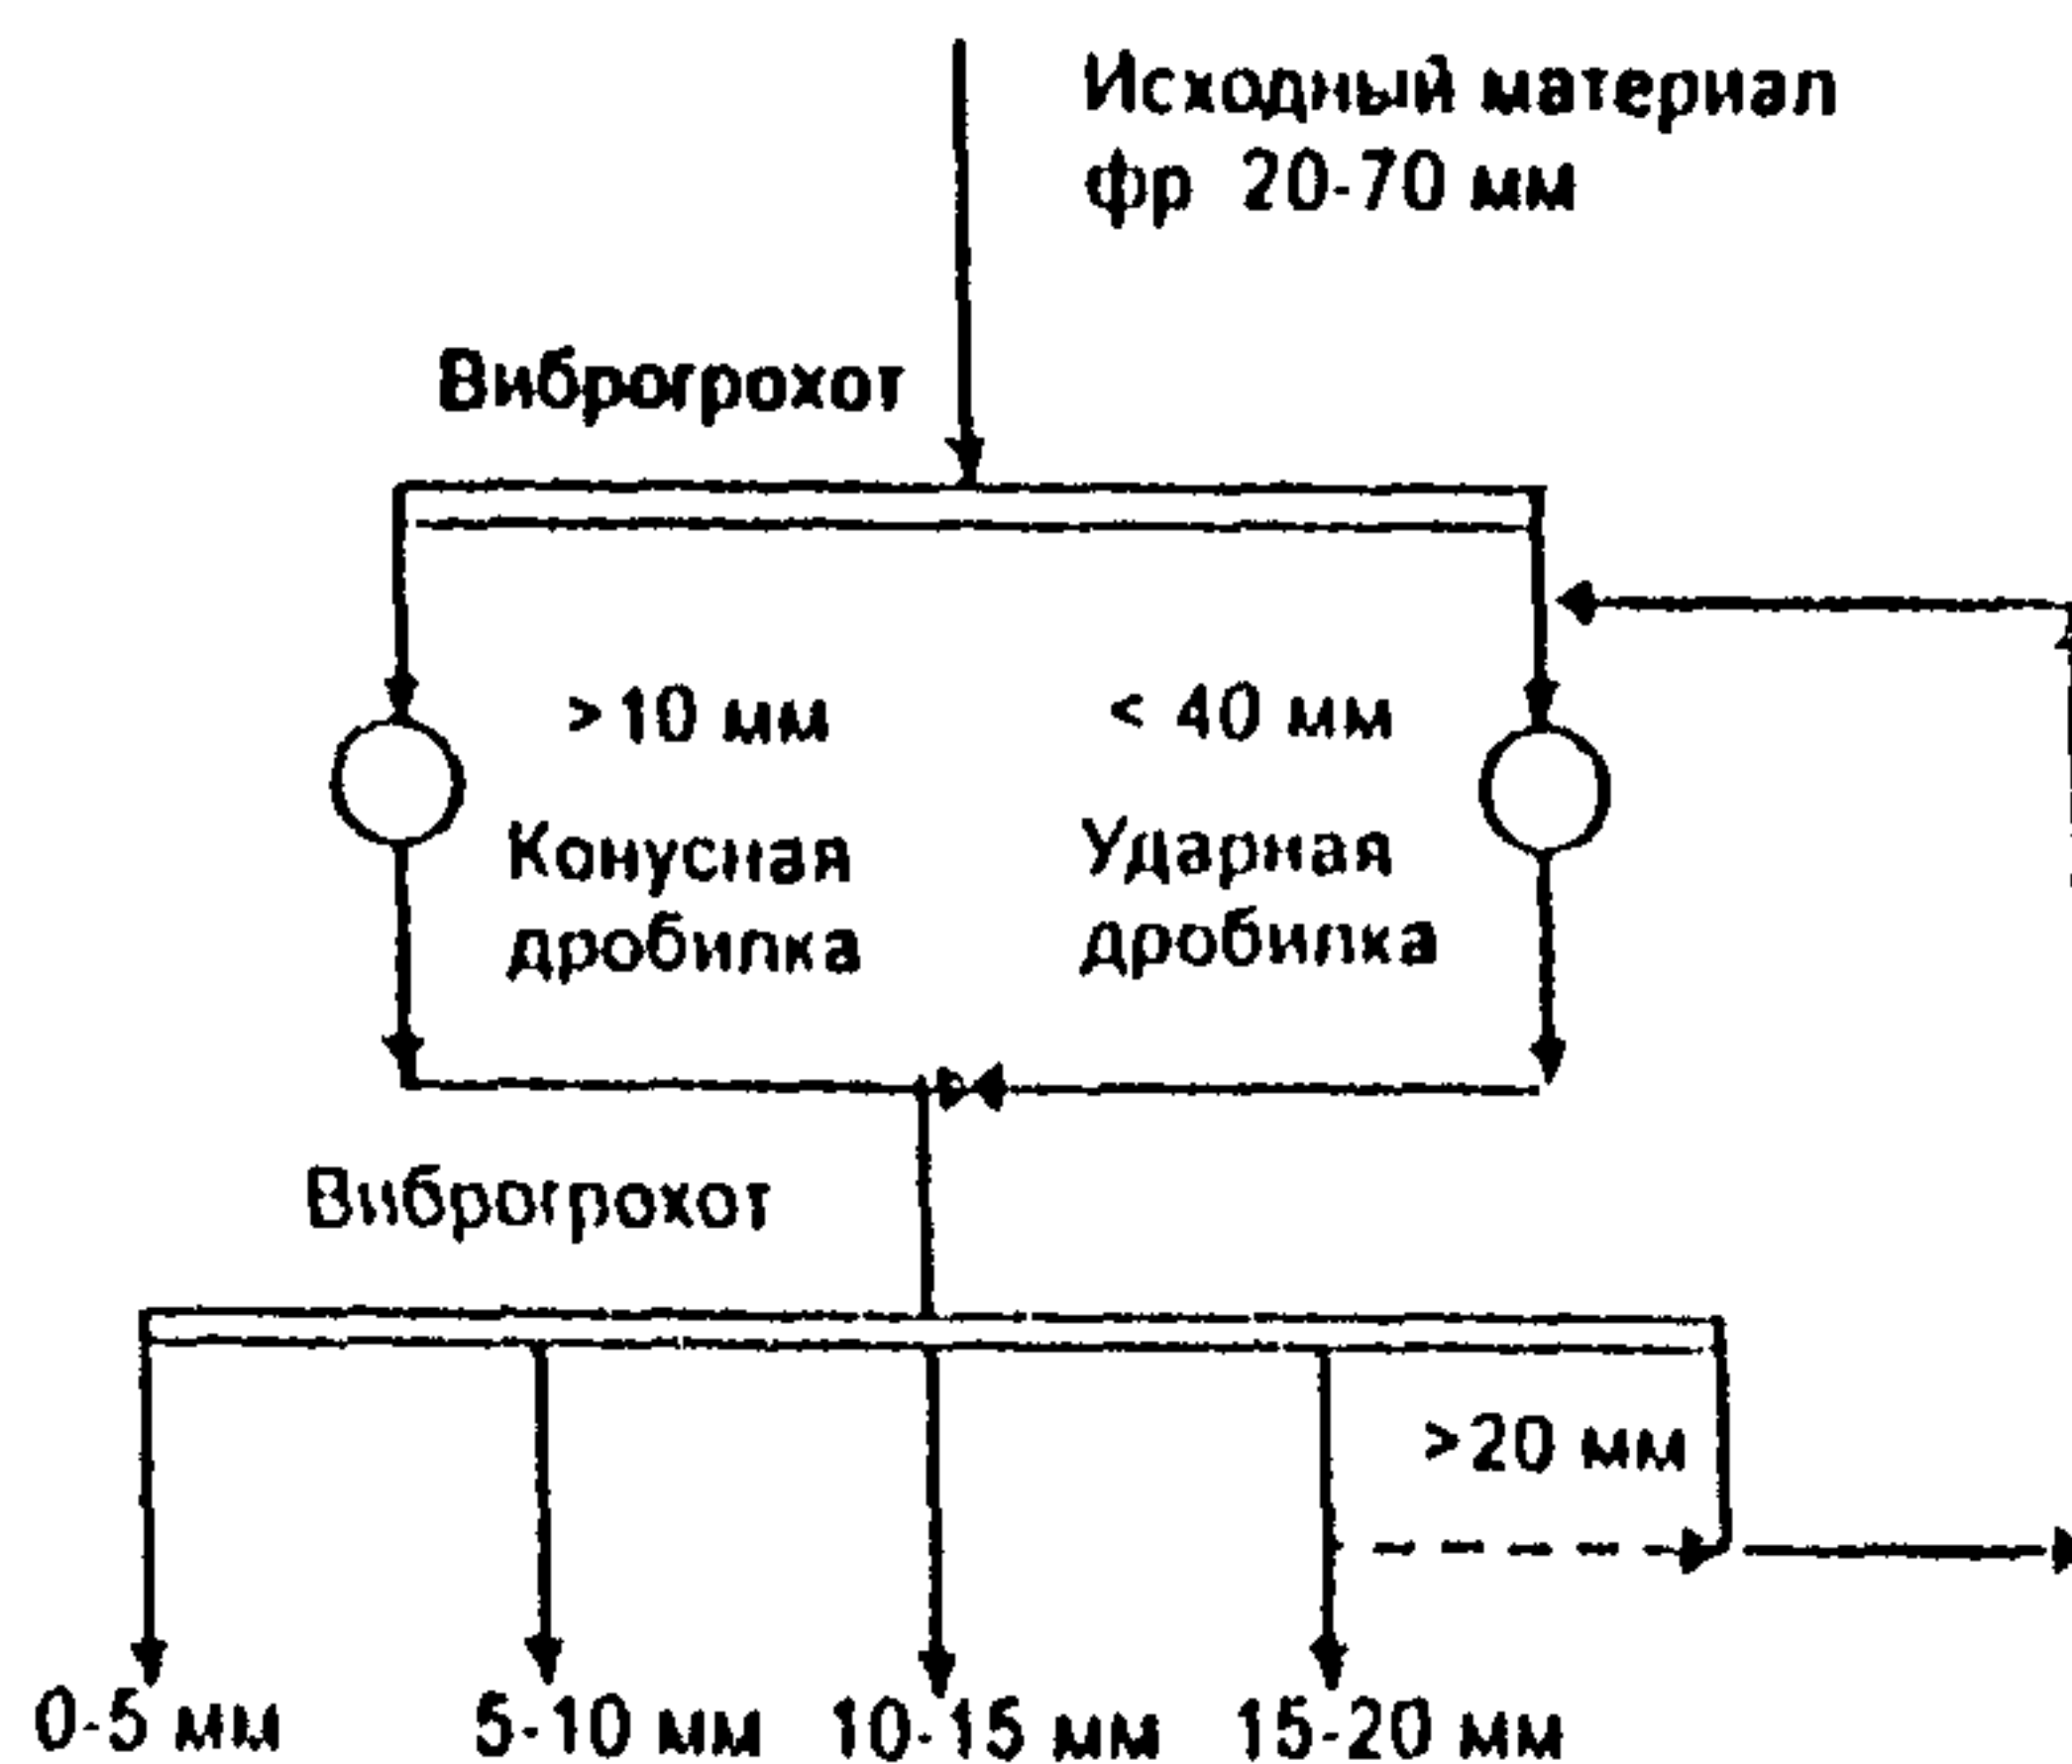 Исходный материал
фр 20-70 мм
Виброгрохот
>10 мм
< 40 мм
Конусная
дробилка
Ударная
дробилка
Виброгрохот
>20 мм
0-5 мм
5-10 мм
10-15 мм
15-20 мм